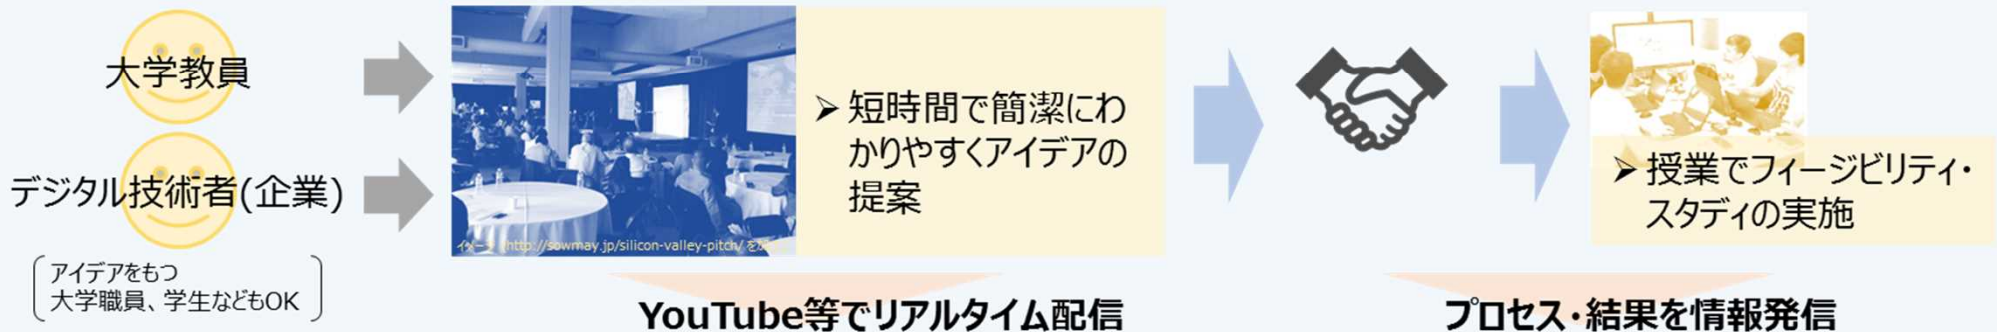 大学教員
デジタル技術者(企業)
アイデアをもつ
大学職員、学生などもOK
イメージ http://sowmay.jp/silicon-valley-pitch/
➢ 短時間で簡潔にわ
かりやすくアイデアの
提案
YouTube等でリアルタイム配信
➢ 授業でフィージビリティ・
スタディの実施
プロセス・結果を情報発信